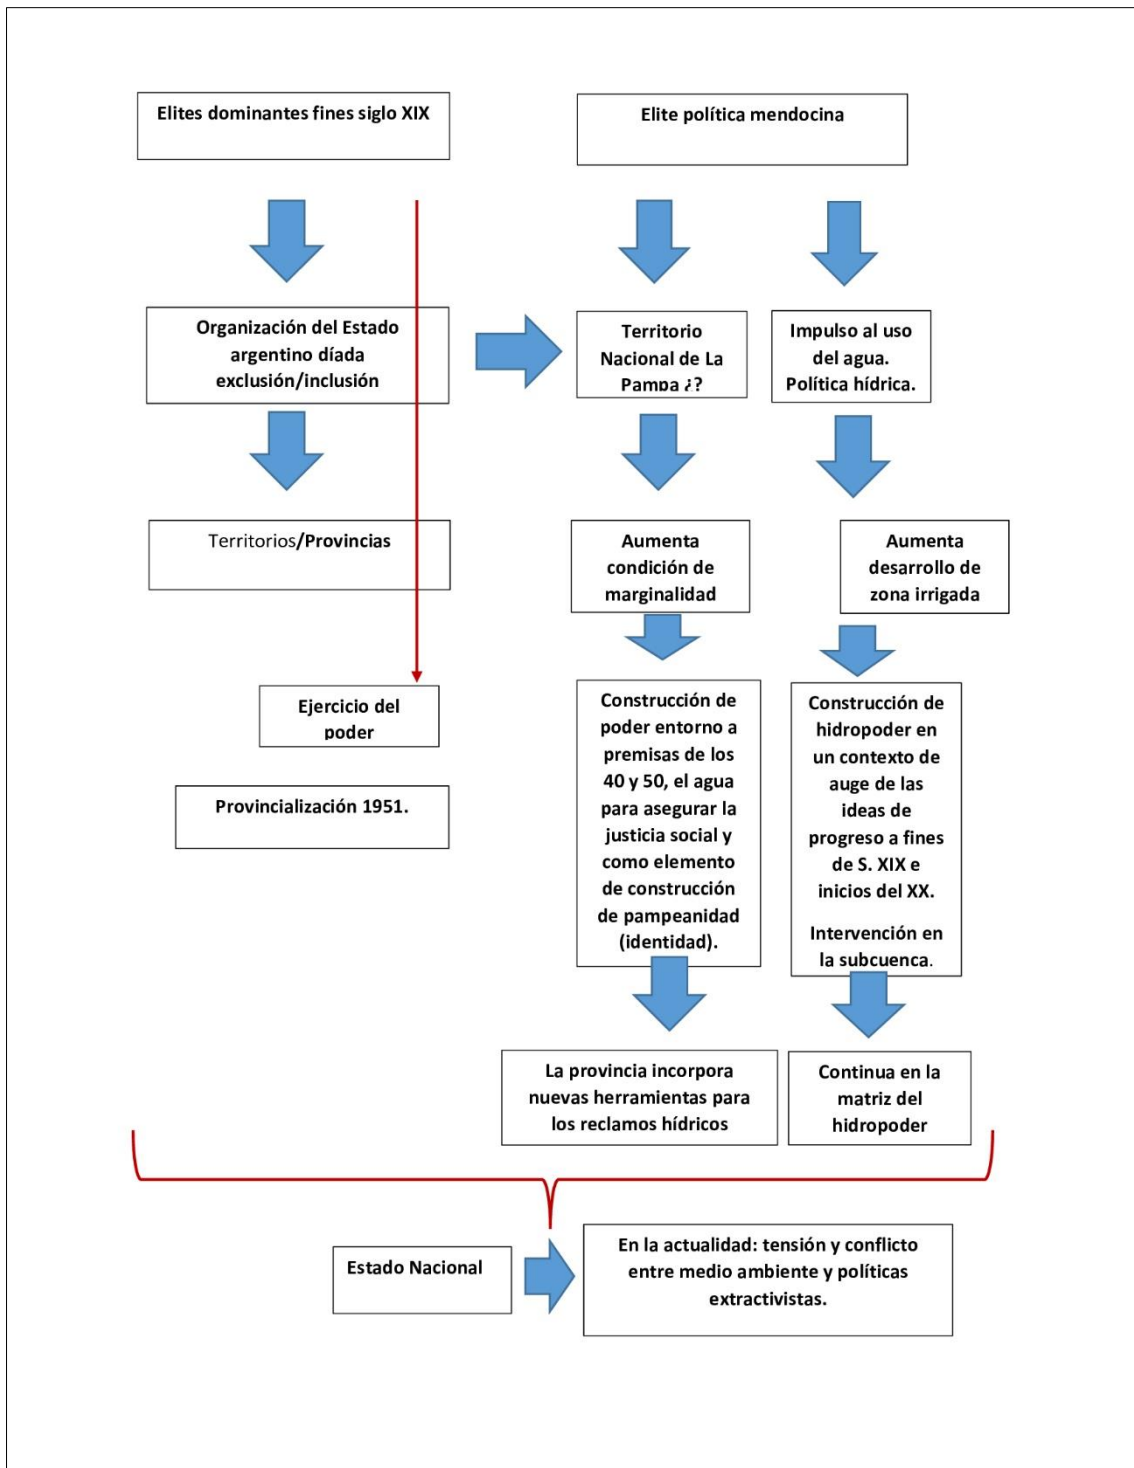 Elites dominantes fines siglo XIX
Elite política mendocina
Organización del Estado
argentino díada
exclusión/inclusión
Territorio
Nacional de La
Pampa ¿?
Impulso al uso
del agua.
Política hídrica.
Territorios/Provincias
Aumenta
condición de
marginalidad
Aumenta
desarrollo de
zona irrigada
Ejercicio del
poder
Provincialización 1951.
Construcción de
poder entorno a
premisas de los
40 y 50, el agua
para asegurar la
justicia social y
como elemento
de construcción
de pampeanidad
(identidad).
Construcción de
hidropoder en
un contexto de
auge de las
ideas de
progreso a fines
de S. XIX e
inicios del XX.
Intervención en
la subcuenca.
La provincia incorpora
nuevas herramientas para
los reclamos hídricos
Continua en la
matriz del
hidropoder
Estado Nacional
En la actualidad: tensión y conflicto
entre medio ambiente y políticas
extractivistas.